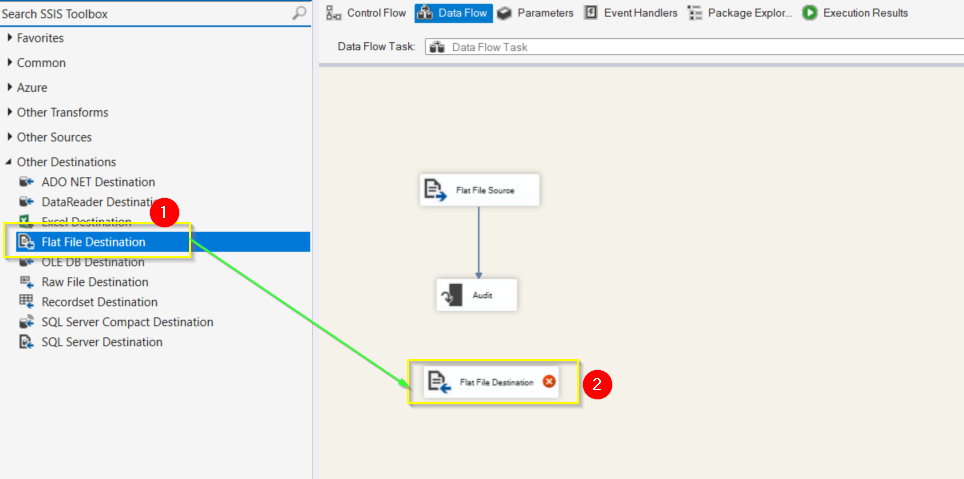 Search SSIS Toolbox
Control Flow
Data Flow
Parameters
Event Handlers
Package Explor...
Execution Results
Data Flow Task:
Data Flow Task
Favorites
Common
Azure
Other Transforms
Other Sources
Other Destinations
ADO NET Destination
DataReader Destination
1
Excel Destination
Flat File Destination
OLE DB Destination
Raw File Destination
Recordset Destination
SQL Server Compact Destination
SQL Server Destination
Flat File Source
Audit
Flat File Destination
2